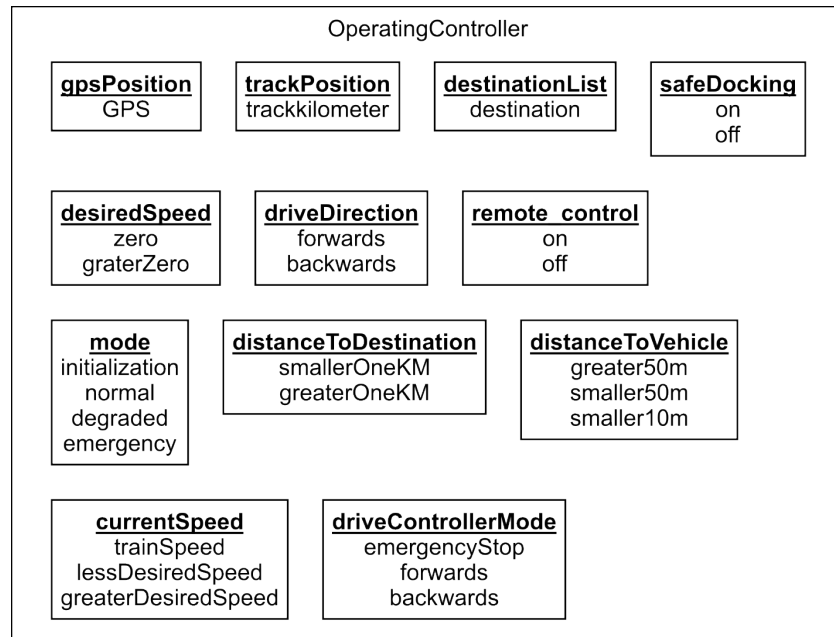 OperatingController
gpsPosition
GPS
trackPosition
trackkilometer
destinationList
destination
safeDocking
on
off
desiredSpeed
zero
graterZero
driveDirection
forwards
backwards
remote_control
on
off
mode
initialization
normal
degraded
emergency
distanceToDestination
smallerOneKM
greaterOneKM
distanceToVehicle
greater50m
smaller50m
smaller10m
currentSpeed
trainSpeed
lessDesiredSpeed
greaterDesiredSpeed
driveControllerMode
emergencyStop
forwards
backwards